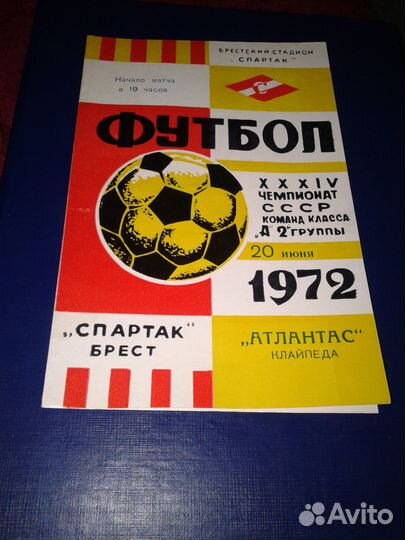 БРЕСТСКИЙ СТАДИОН
„СПАРТАК"
Начало матча
в 19 часов
С
ФУТБОЛ
XXXIV
ЧЕМПИОНАТ
СССР
КОМАНД КЛАССА
„А 2" ГРУППЫ
20 июня
1972
„СПАРТАК"
БРЕСТ
„АТЛАНТАС"
КЛАЙПЕДА
Avito